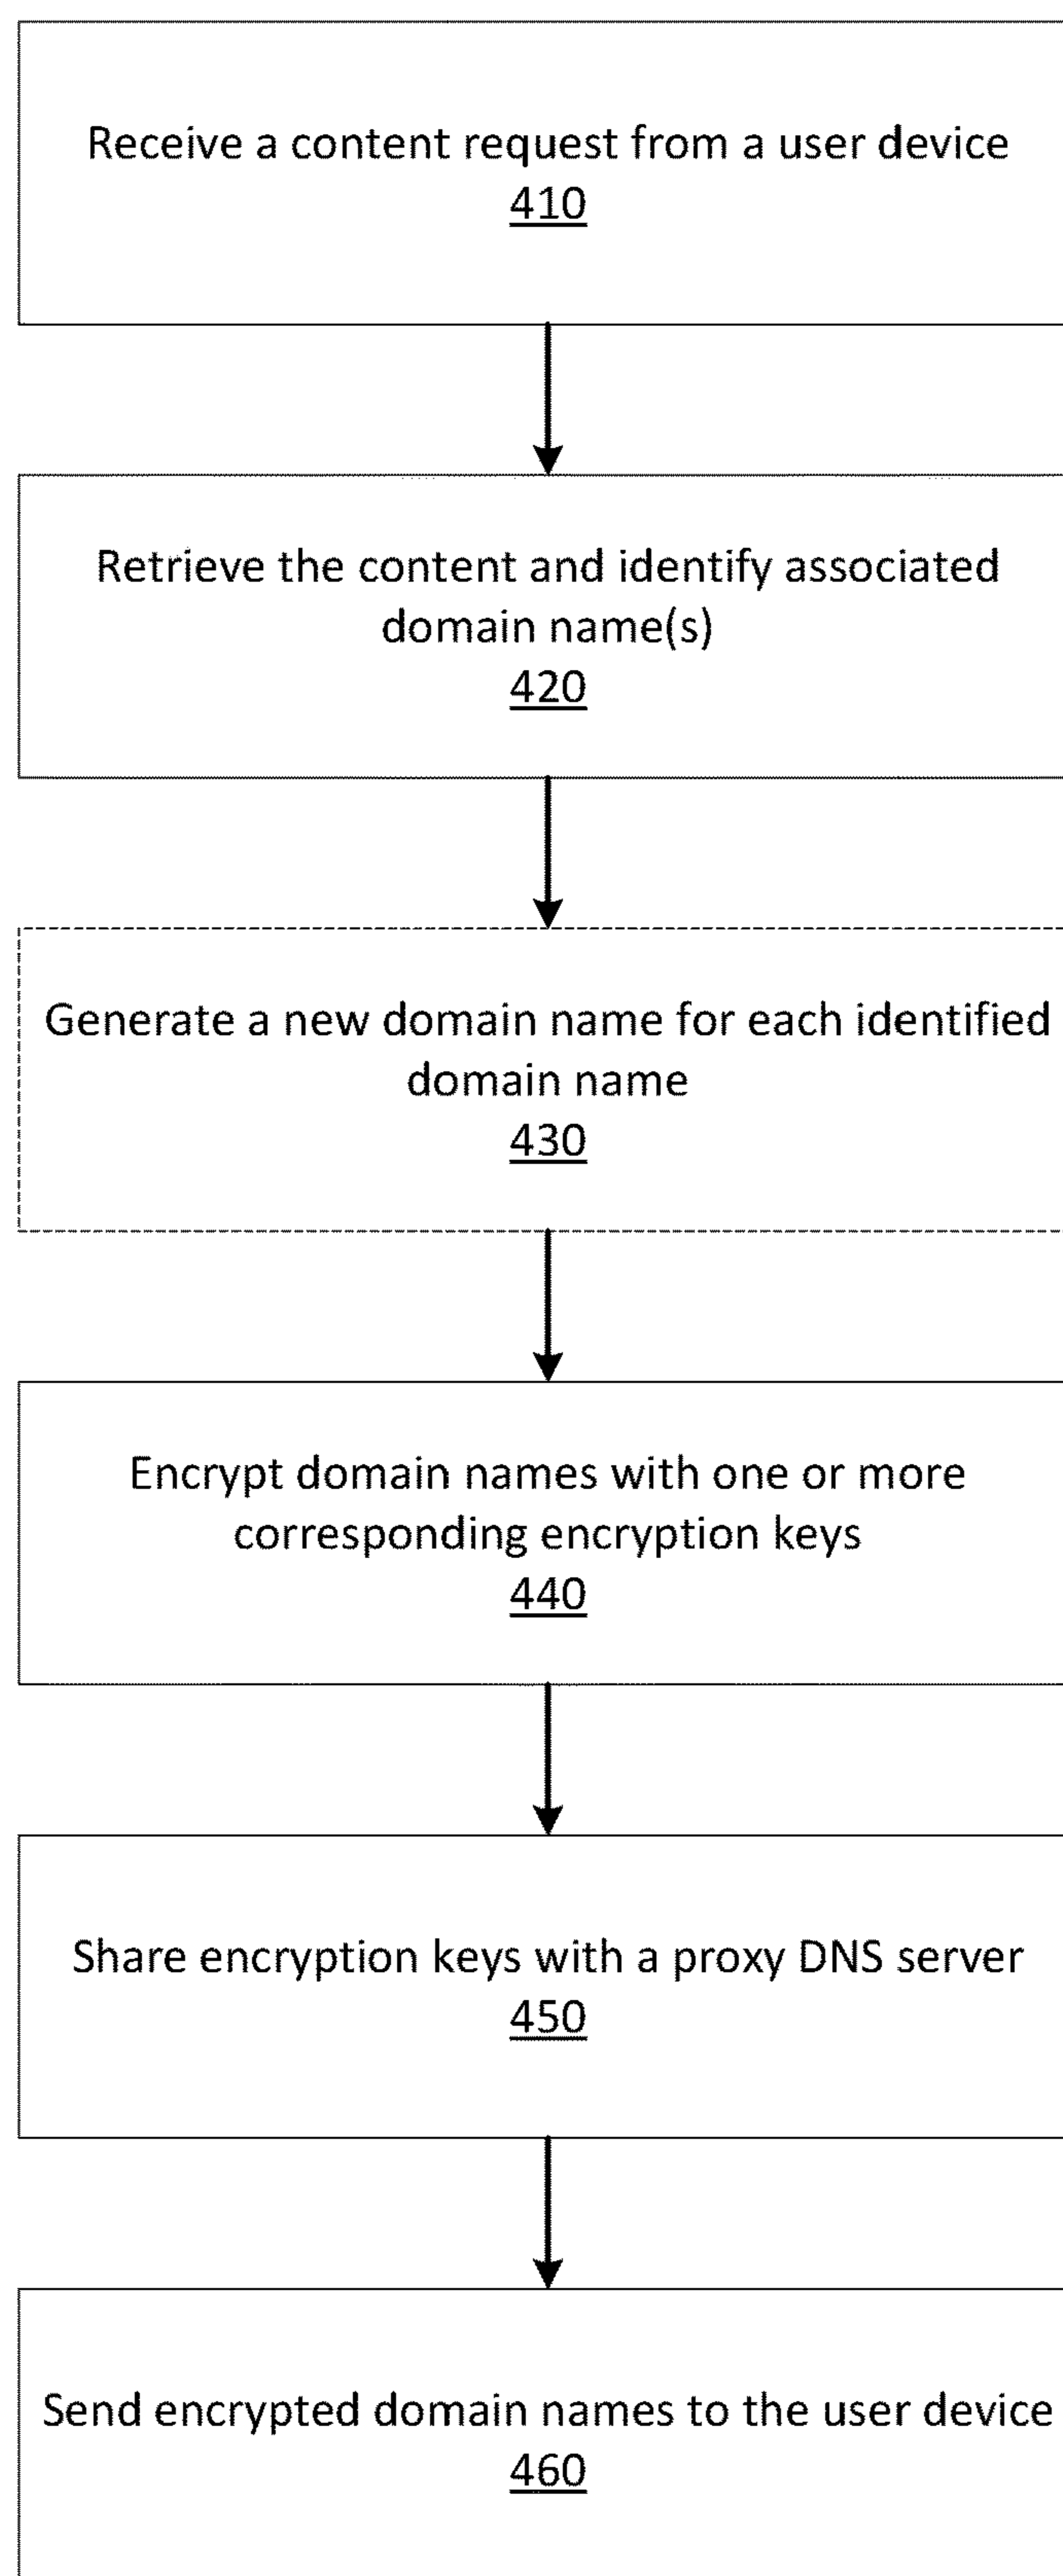 Receive a content request from a user device
410
Retrieve the content and identify associated
domain name(s)
420
Generate a new domain name for each identified
domain name
430
Encrypt domain names with one or more
corresponding encryption keys
440
Share encryption keys with a proxy DNS server
450
Send encrypted domain names to the user device
460